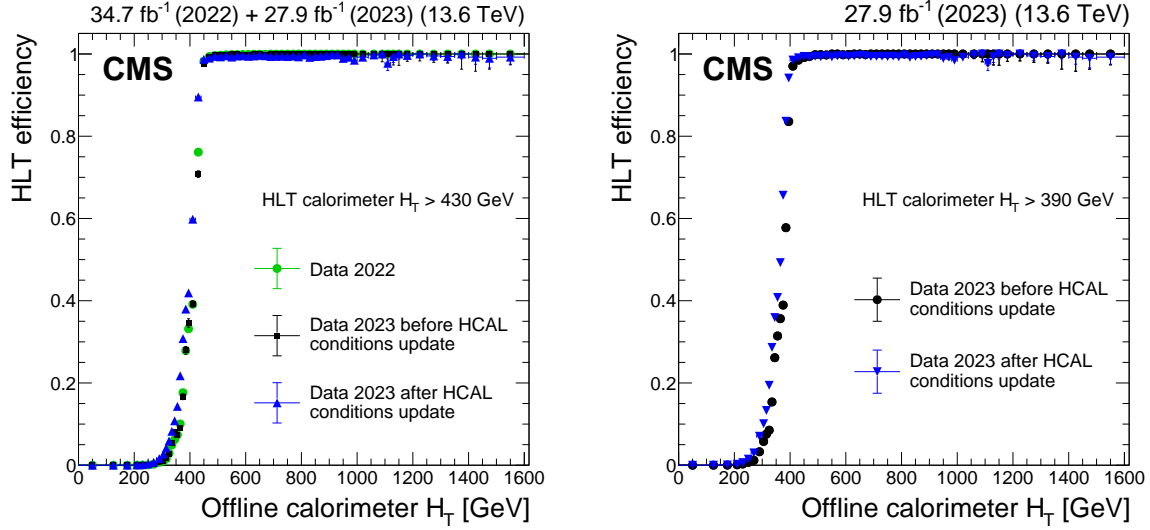 34.7 fb⁻¹ (2022) + 27.9 fb⁻¹ (2023) (13.6 TeV)
CMS
HLT efficiency
1
0.8
0.6
0.4
0.2
0
HLT calorimeter H_T > 430 GeV
Data 2022
Data 2023 before HCAL
conditions update
Data 2023 after HCAL
conditions update
0 200 400 600 800 1000 1200 1400 1600
Offline calorimeter H_T [GeV]
27.9 fb⁻¹ (2023) (13.6 TeV)
CMS
HLT efficiency
1
0.8
0.6
0.4
0.2
0
HLT calorimeter H_T > 390 GeV
Data 2023 before HCAL
conditions update
Data 2023 after HCAL
conditions update
0 200 400 600 800 1000 1200 1400 1600
Offline calorimeter H_T [GeV]